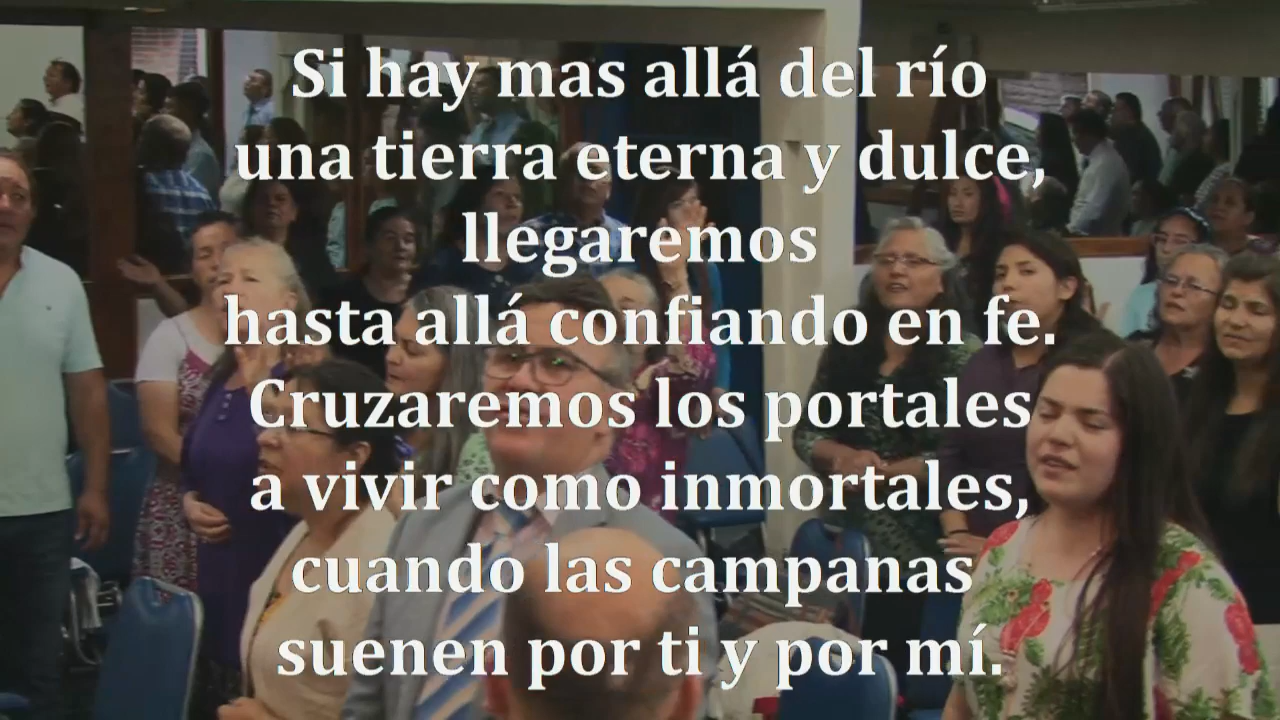 Si hay mas allá del río
una tierra eterna y dulce,
llegaremos
hasta allá confiando en fe.
Cruzaremos los portales
a vivir como inmortales,
cuando las campanas
suenen por ti y por mí.